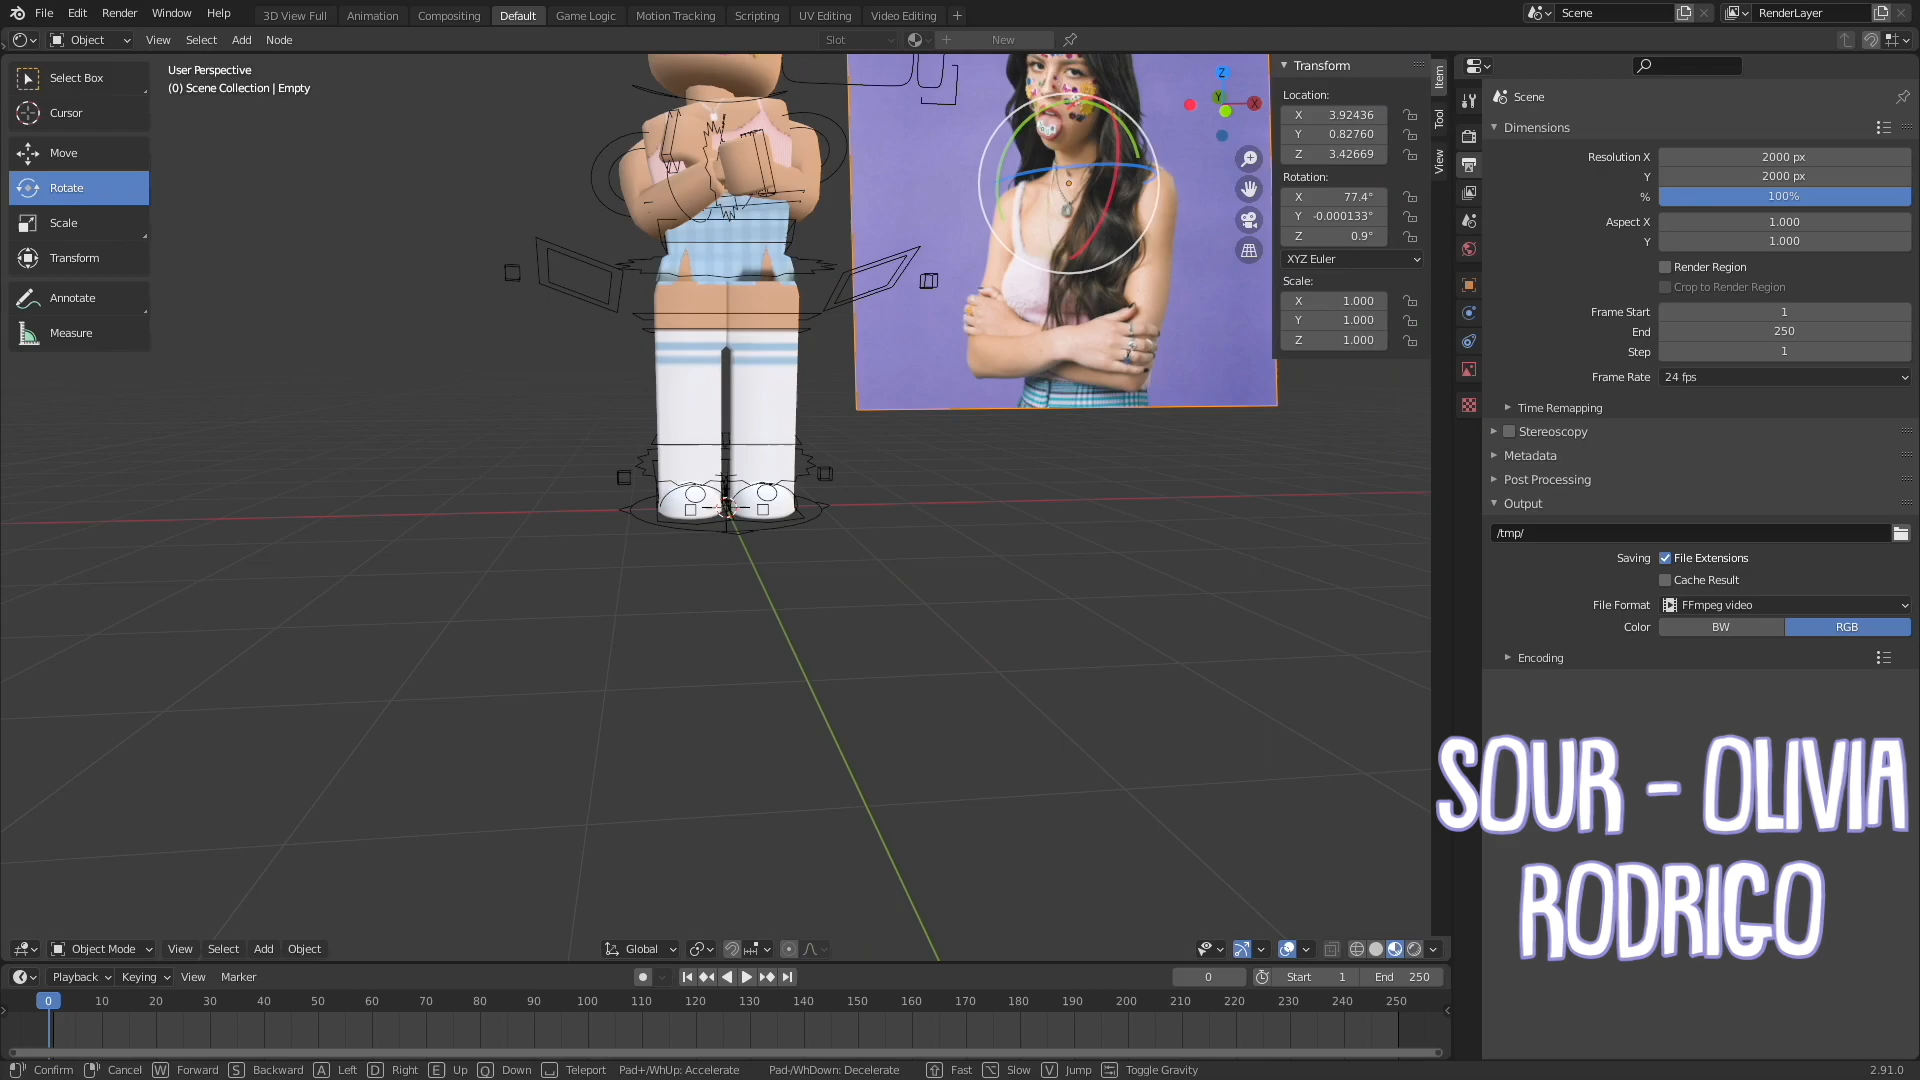 File Edit Render Window Help 3D View Full Animation Compositing Default Game Logic Motion Tracking Scripting UV Editing Video Editing Scene RenderLayer
Object View Select Add Node Slot New
User Perspective
(0) Scene Collection | Empty
Select Box
Cursor
Move
Rotate
Scale
Transform
Annotate
Measure
Z
Y
X
Transform
Location:
X 3.92436
Y 0.82760
Z 3.42669
Rotation:
X 77.4°
Y -0.000133°
Z 0.9°
XYZ Euler
Scale:
X 1.000
Y 1.000
Z 1.000
Item
Tool
View
Scene
Dimensions
Resolution X 2000 px
Y 2000 px
% 100%
Aspect X 1.000
Y 1.000
Render Region
Crop to Render Region
Frame Start 1
End 250
Step 1
Frame Rate 24 fps
Time Remapping
Stereoscopy
Metadata
Post Processing
Output
/tmp/
Saving File Extensions
Cache Result
File Format FFmpeg video
Color BW RGB
Encoding
SOUR - OLIVIA
RODRIGO
Object Mode View Select Add Object Global
Playback Keying View Marker 0 Start 1 End 250
0 10 20 30 40 50 60 70 80 90 100 110 120 130 140 150 160 170 180 190 200 210 220 230 240 250
Confirm Cancel W Forward S Backward A Left D Right E Up Q Down Teleport Pad+/WhUp: Accelerate Pad-/WhDown: Decelerate Fast Slow V Jump Toggle Gravity 2.91.0